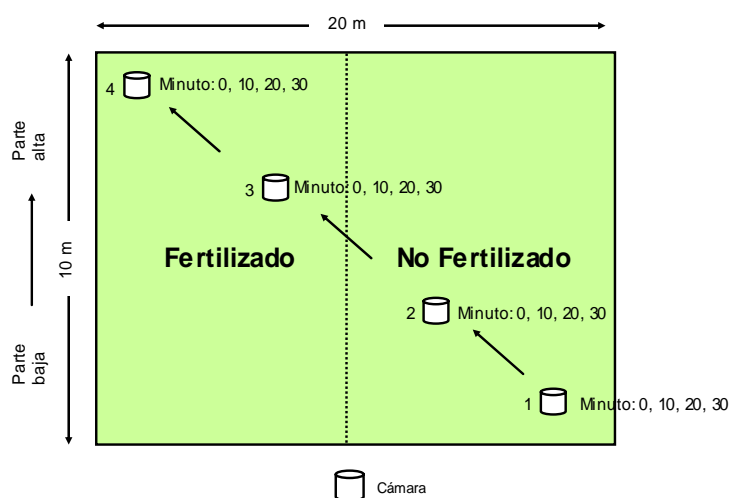 20 m
4
Minuto: 0, 10, 20, 30
Parte
alta
3
Minuto: 0, 10, 20, 30
10 m
Fertilizado
No Fertilizado
2
Minuto: 0, 10, 20, 30
Parte
baja
1
Minuto: 0, 10, 20, 30
Cámara